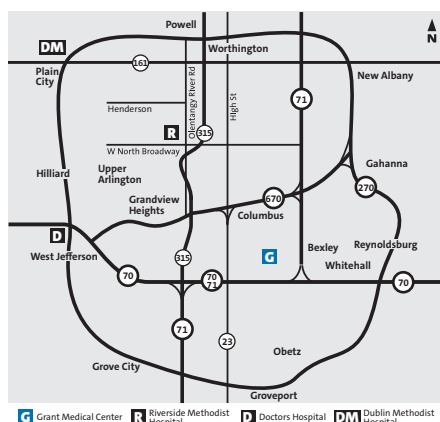 Powell
N
DM
Worthington
161
Plain
City
Olentangy River Rd
HIgh St
New Albany
71
Henderson
R
315
W North Broadway
Gahanna
Upper
Arlington
Hilliard
270
Grandview
Heights
670
Columbus
D
West Jefferson
315
G
Bexley
Reynoldsburg
Whitehall
70
70
71
70
71
23
Obetz
Grove City
Groveport
G Grant Medical Center
R Riverside Methodist
Hospital
D Doctors Hospital
DM Dublin Methodist
Hospital